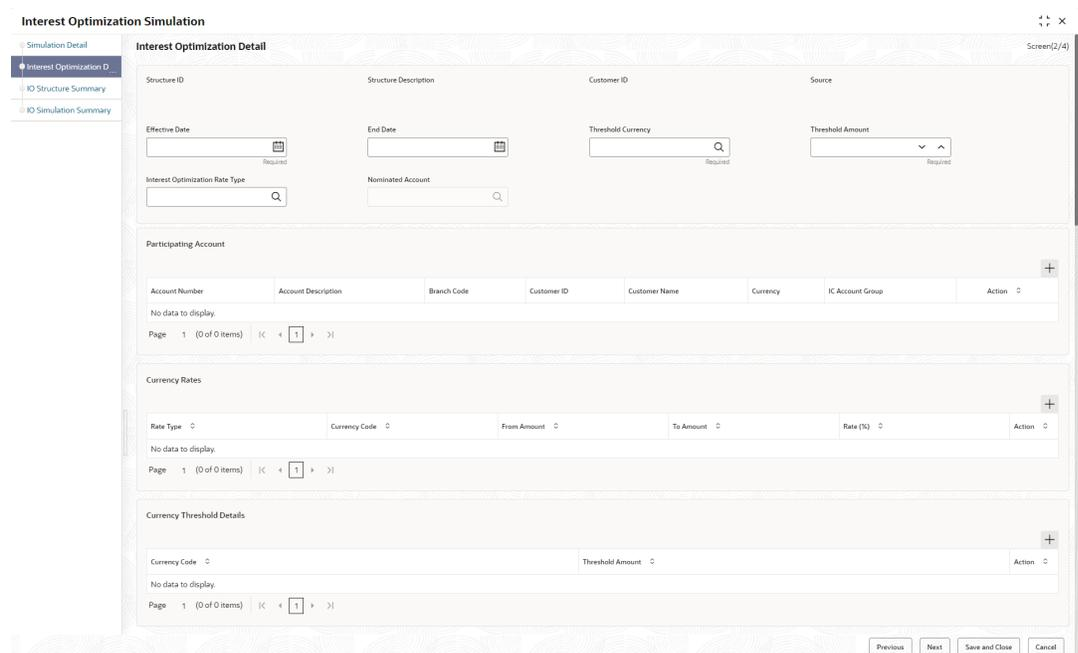 Interest Optimization Simulation
Simulation Detail
Interest Optimization D...
IO Structure Summary
IO Simulation Summary
Interest Optimization Detail
Screen(2/4)
Structure ID
Structure Description
Customer ID
Source
Effective Date
End Date
Threshold Currency
Threshold Amount
Required
Required
Required
Interest Optimization Rate Type
Nominated Account
Participating Account
Account Number Account Description Branch Code Customer ID Customer Name Currency IC Account Group Action
No data to display.
Page 1 (0 of 0 items) 1
Currency Rates
Rate Type Currency Code From Amount To Amount Rate (%) Action
No data to display.
Page 1 (0 of 0 items) 1
Currency Threshold Details
Currency Code Threshold Amount Action
No data to display.
Page 1 (0 of 0 items) 1
Previous Next Save and Close Cancel